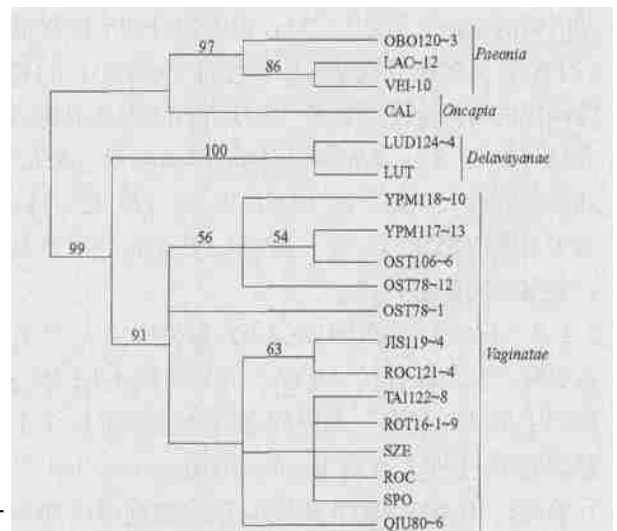 97
OBO120~3
Paeonia
86
LAC~12
VEI-10
CAL
Oncapia
100
LUD124~4
Delavayanae
LUT
YPM118~10
56
54
YPM117~13
99
OST106~6
OST78~12
OST78~1
91
63
JIS119~4
Vaginatae
ROC121~4
TAI122~8
ROT16-1~9
SZE
ROC
SPO
QIU80~6